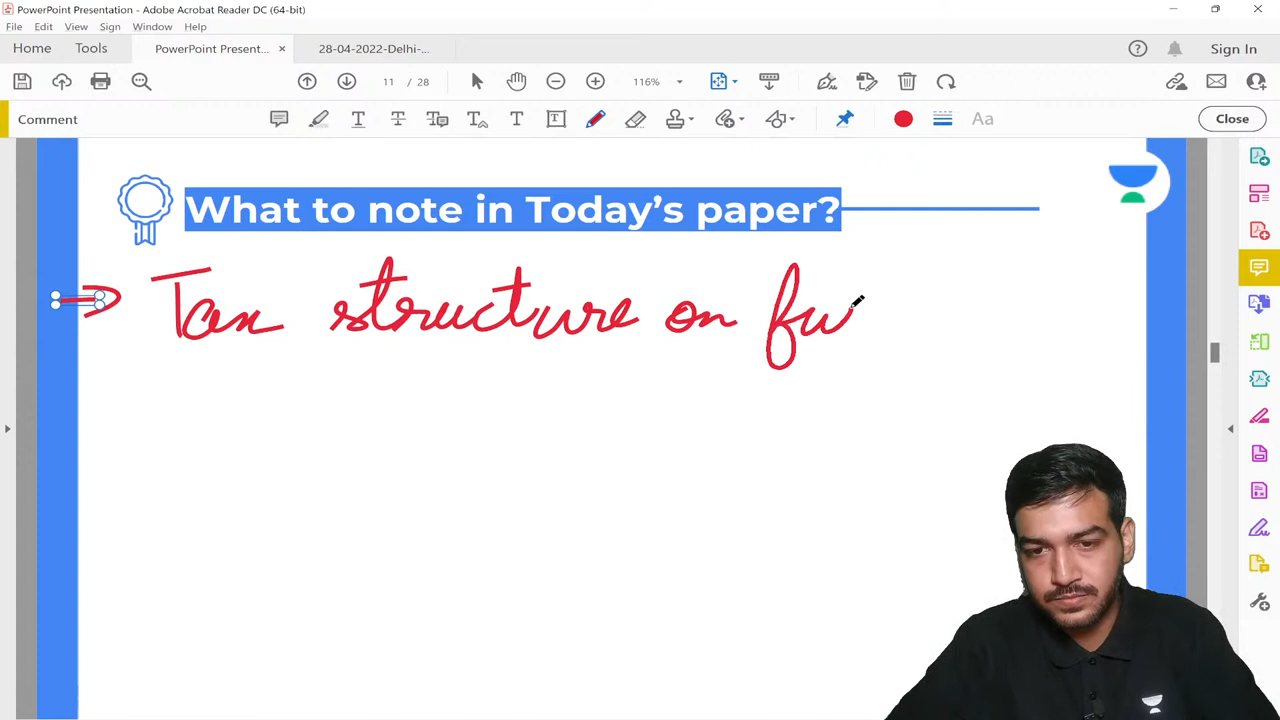 PowerPoint Presentation - Adobe Acrobat Reader DC (64-bit)
File Edit View Sign Window Help
Home Tools PowerPoint Present... × 28-04-2022-Delhi-... Sign In
11 / 28 116%
Comment Aa Close
What to note in Today's paper?
⇒ Tax structure on fu